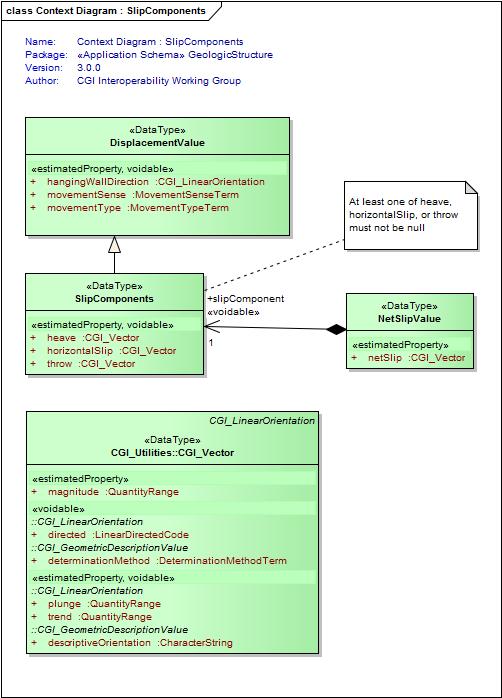 class Context Diagram : SlipComponents
Name: Context Diagram : SlipComponents
Package: «Application Schema» GeologicStructure
Version: 3.0.0
Author: CGI Interoperability Working Group
«DataType»
DisplacementValue
«estimatedProperty, voidable»
+ hangingWallDirection :CGI_LinearOrientation
+ movementSense :MovementSenseTerm
+ movementType :MovementTypeTerm
At least one of heave,
horizontalSlip, or throw
must not be null
«DataType»
SlipComponents
«estimatedProperty, voidable»
+ heave :CGI_Vector
+ horizontalSlip :CGI_Vector
+ throw :CGI_Vector
+slipComponent
«voidable»
1
«DataType»
NetSlipValue
«estimatedProperty»
+ netSlip :CGI_Vector
CGI_LinearOrientation
«DataType»
CGI_Utilities::CGI_Vector
«estimatedProperty»
+ magnitude :QuantityRange
«voidable»
::CGI_LinearOrientation
+ directed :LinearDirectedCode
::CGI_GeometricDescriptionValue
+ determinationMethod :DeterminationMethodTerm
«estimatedProperty, voidable»
::CGI_LinearOrientation
+ plunge :QuantityRange
+ trend :QuantityRange
::CGI_GeometricDescriptionValue
+ descriptiveOrientation :CharacterString